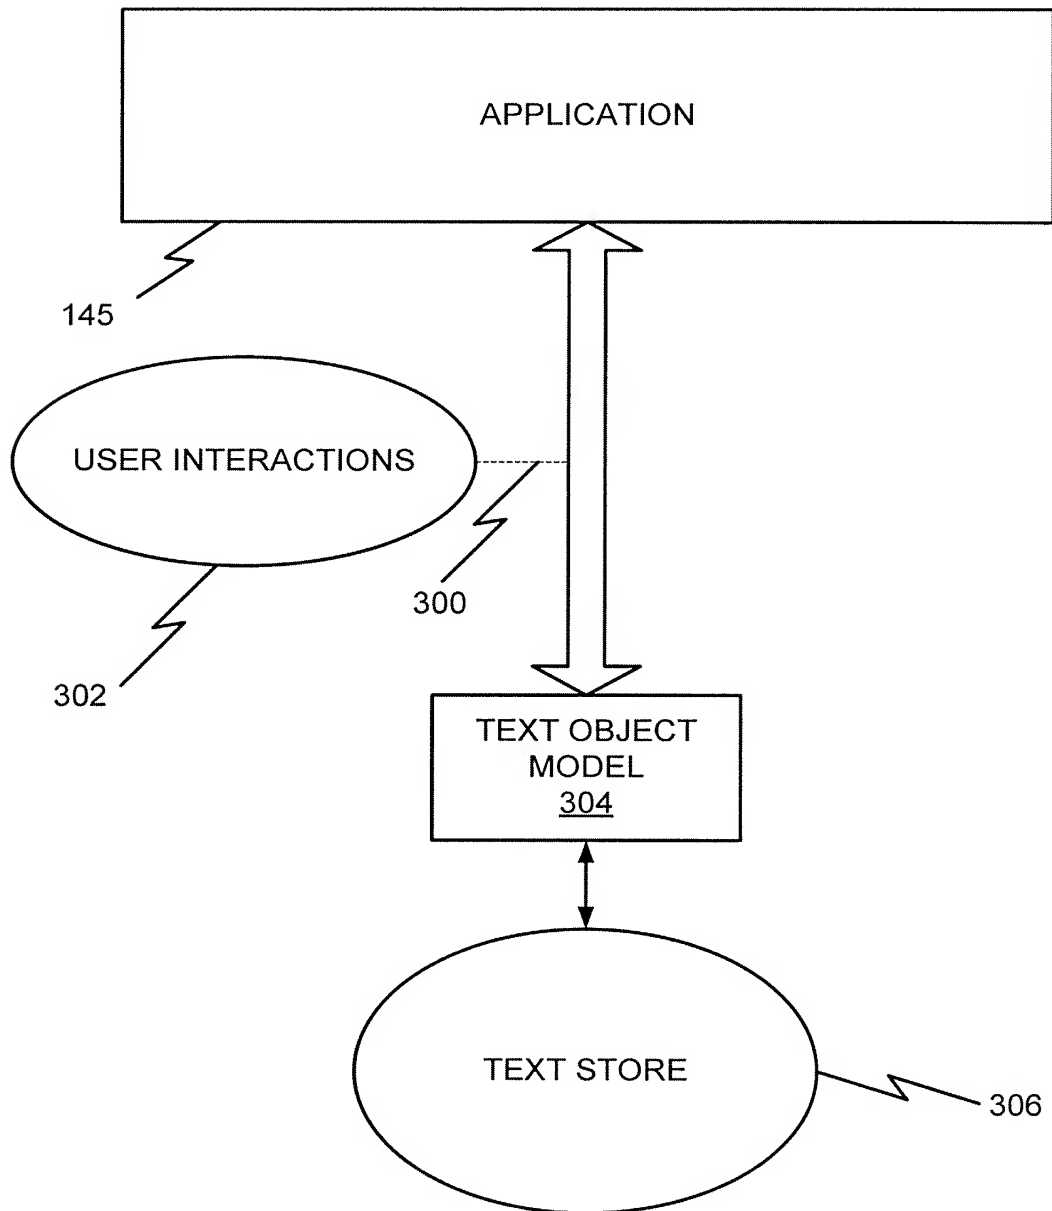 APPLICATION
145
USER INTERACTIONS
300
302
TEXT OBJECT
MODEL
304
TEXT STORE
306